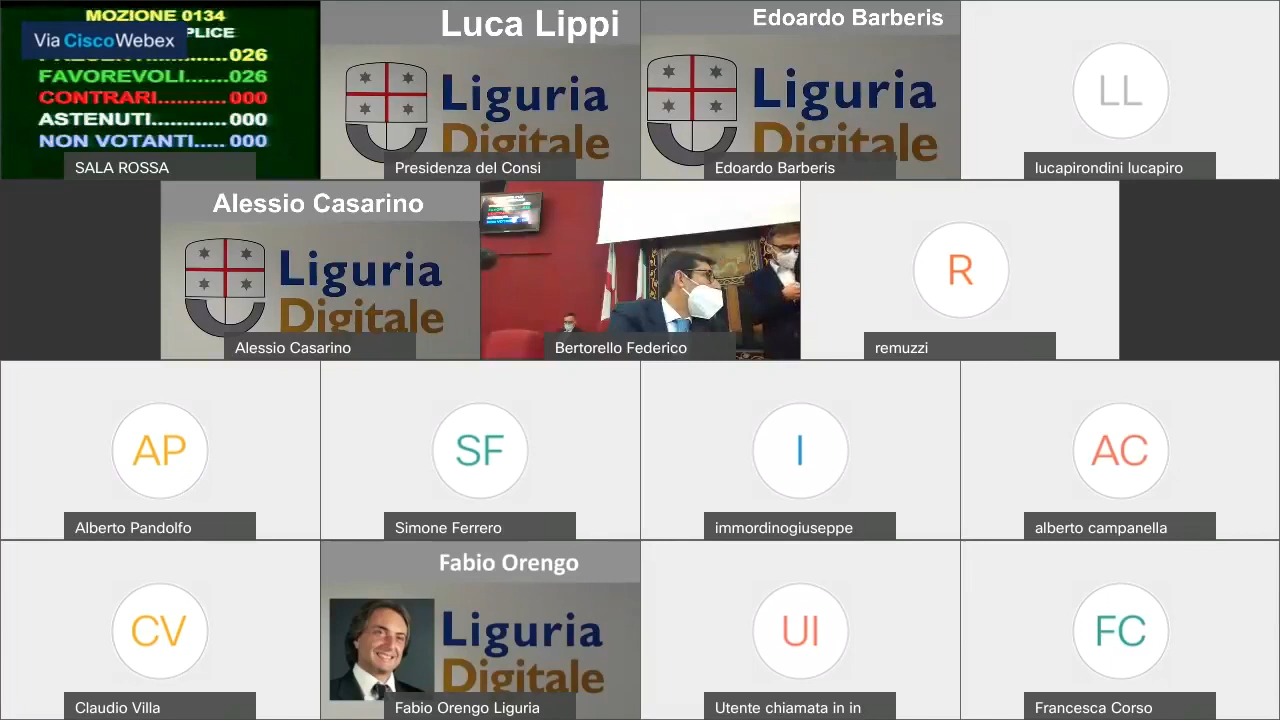 MOZIONE 0134
Via Cisco Webex
PLICE
026
FAVOREVOLI......026
CONTRARI...........000
ASTENUTI............000
NON VOTANTI..... 000
SALA ROSSA
Luca Lippi
Liguria
Digitale
Presidenza del Consi
Edoardo Barberis
Liguria
Digitale
Edoardo Barberis
LL
lucapirondini lucapiro
Alessio Casarino
Liguria
Digitale
Alessio Casarino
Bertorello Federico
R
remuzzi
AP
Alberto Pandolfo
SF
Simone Ferrero
I
immordinogiuseppe
AC
alberto campanella
CV
Claudio Villa
Fabio Orengo
Liguria
Digitale
Fabio Orengo Liguria
UI
Utente chiamata in in
FC
Francesca Corso